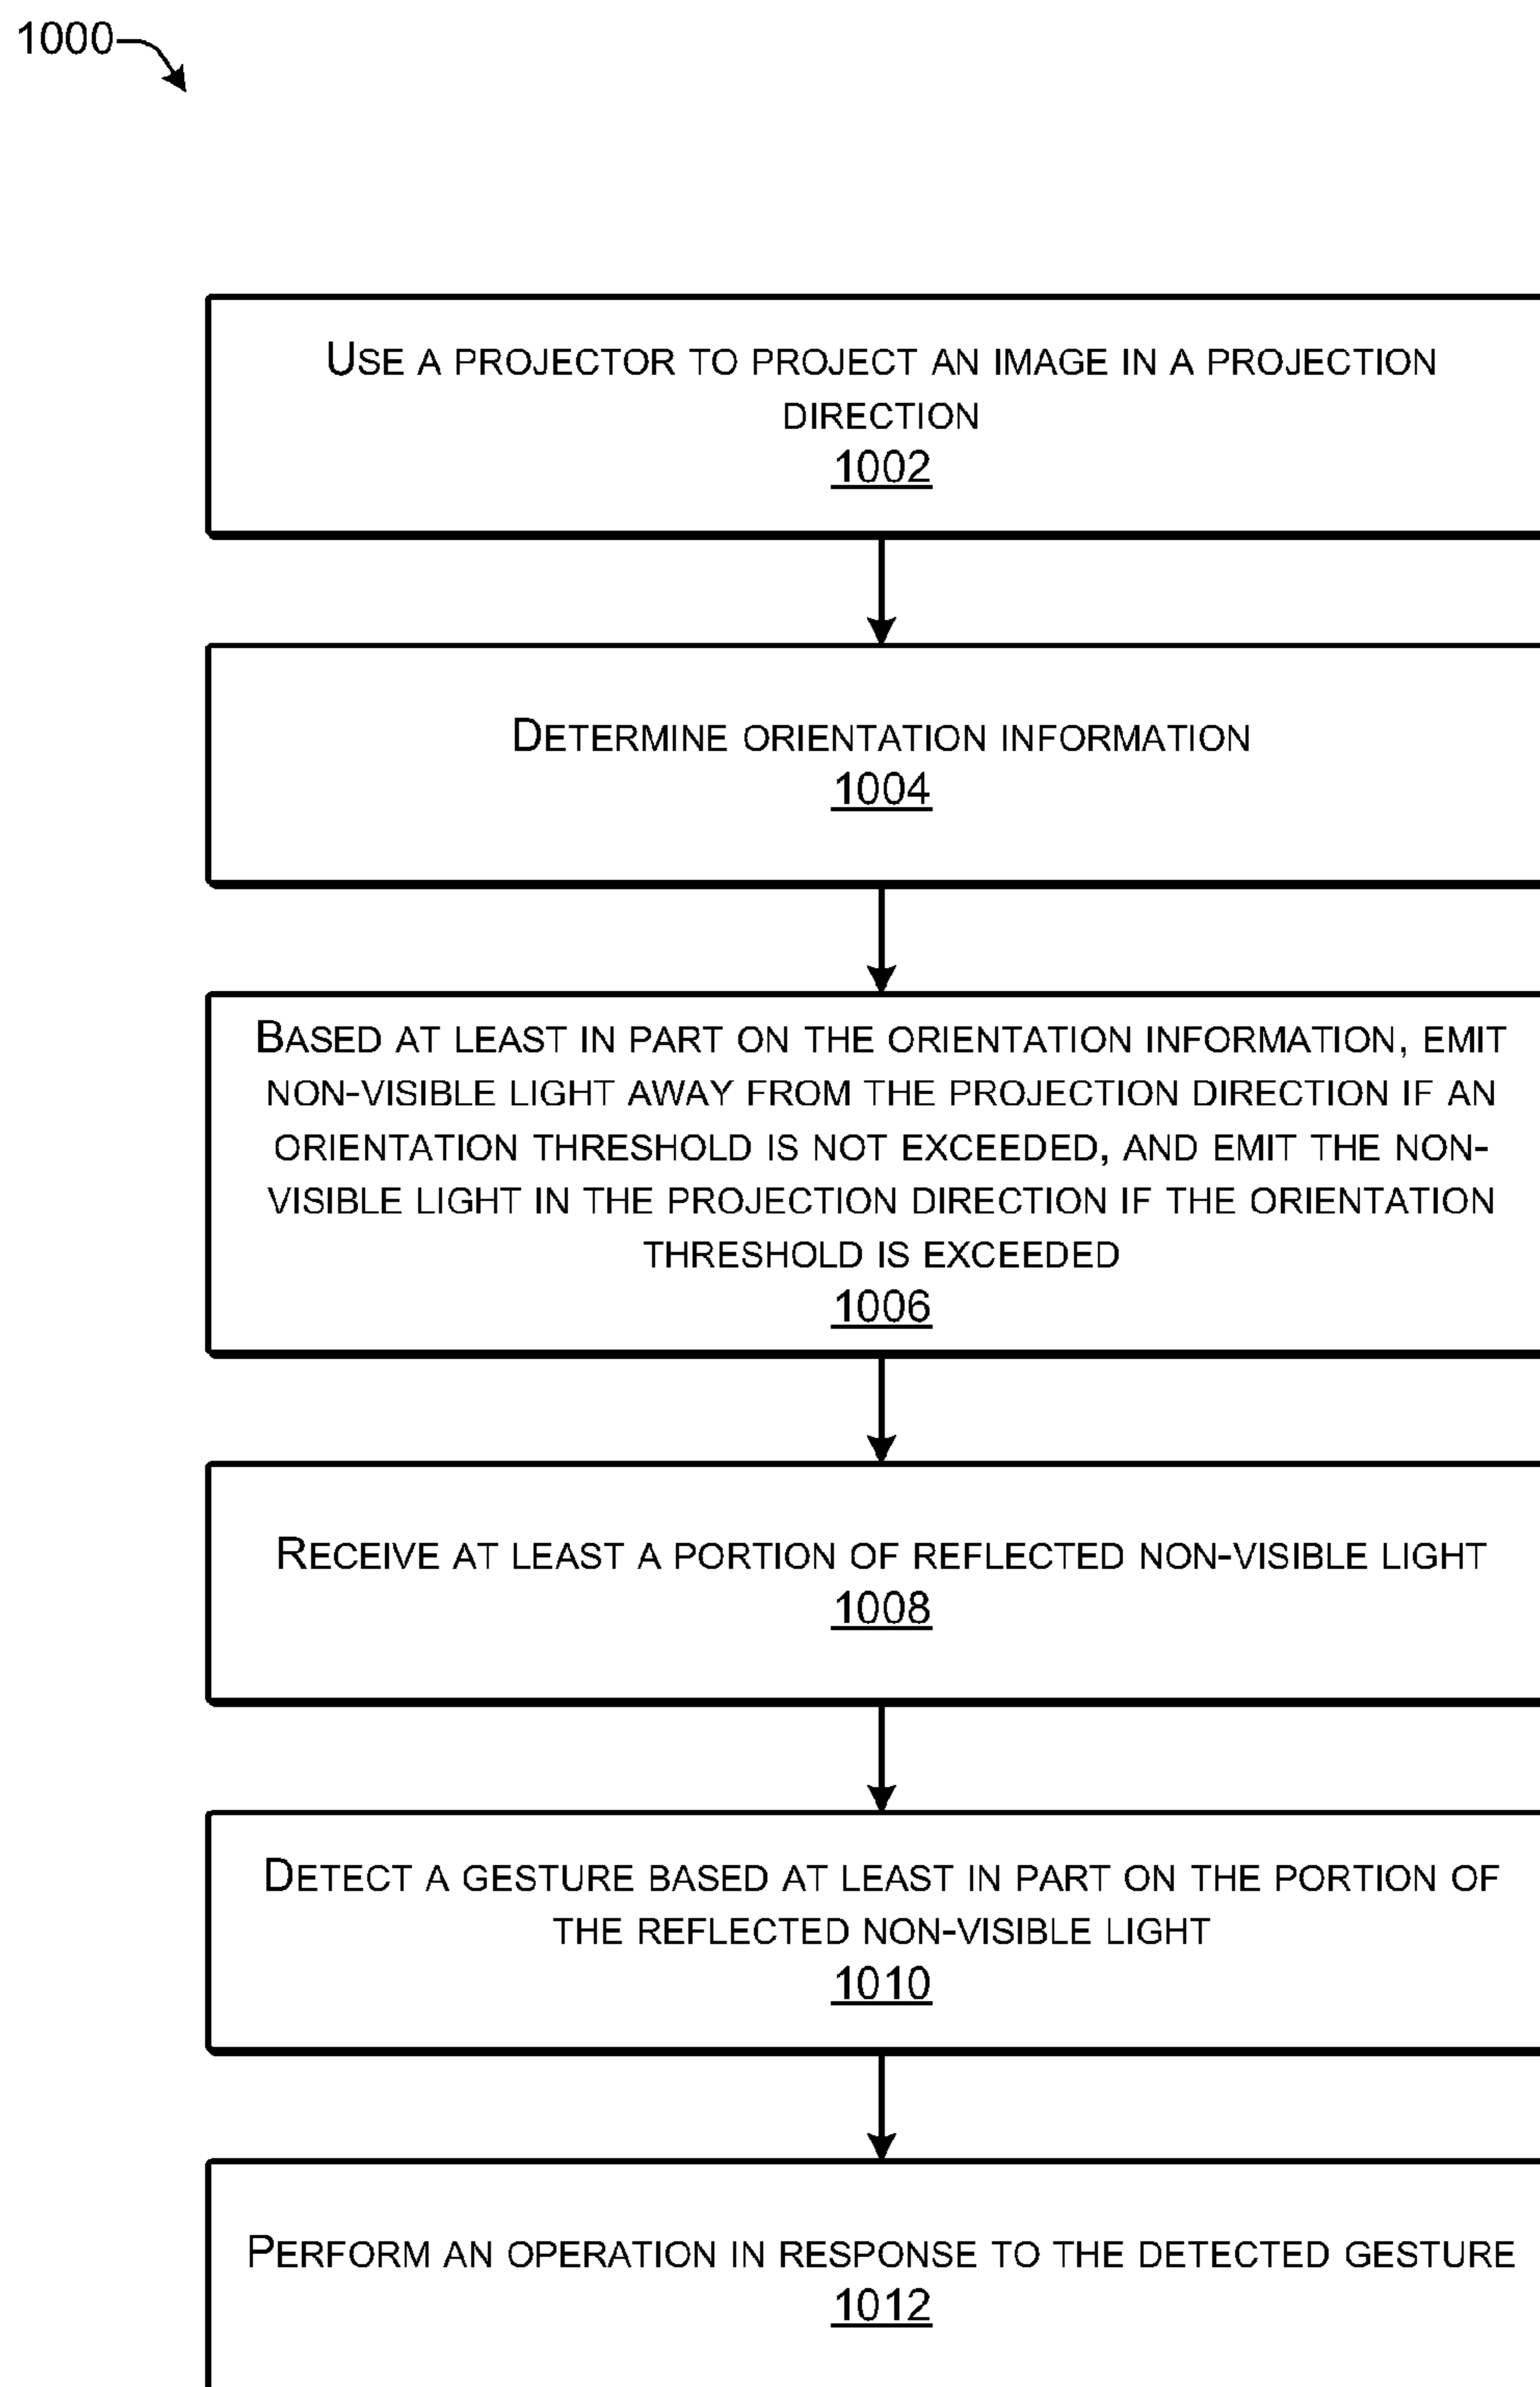 1000
USE A PROJECTOR TO PROJECT AN IMAGE IN A PROJECTION
DIRECTION
1002
DETERMINE ORIENTATION INFORMATION
1004
BASED AT LEAST IN PART ON THE ORIENTATION INFORMATION, EMIT
NON-VISIBLE LIGHT AWAY FROM THE PROJECTION DIRECTION IF AN
ORIENTATION THRESHOLD IS NOT EXCEEDED, AND EMIT THE NON-
VISIBLE LIGHT IN THE PROJECTION DIRECTION IF THE ORIENTATION
THRESHOLD IS EXCEEDED
1006
RECEIVE AT LEAST A PORTION OF REFLECTED NON-VISIBLE LIGHT
1008
DETECT A GESTURE BASED AT LEAST IN PART ON THE PORTION OF
THE REFLECTED NON-VISIBLE LIGHT
1010
PERFORM AN OPERATION IN RESPONSE TO THE DETECTED GESTURE
1012